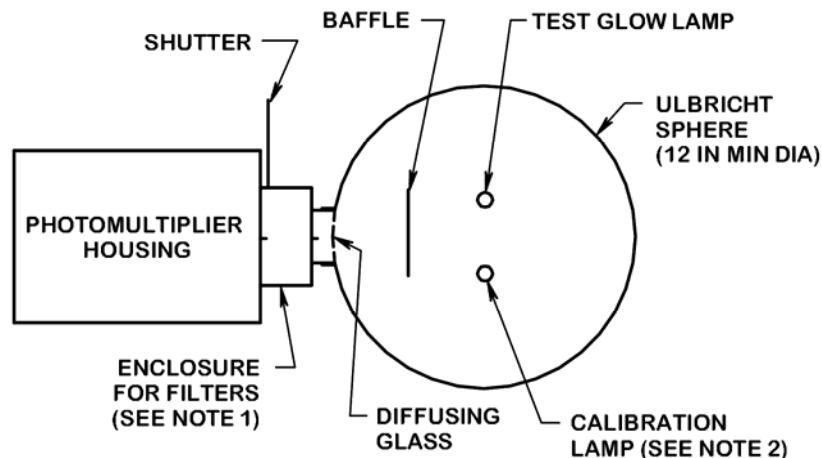 BAFFLE
TEST GLOW LAMP
SHUTTER
ULBRICHT
SPHERE
(12 IN MIN DIA)
PHOTOMULTIPLIER
HOUSING
ENCLOSURE
FOR FILTERS
(SEE NOTE 1)
DIFFUSING
GLASS
CALIBRATION
LAMP (SEE NOTE 2)